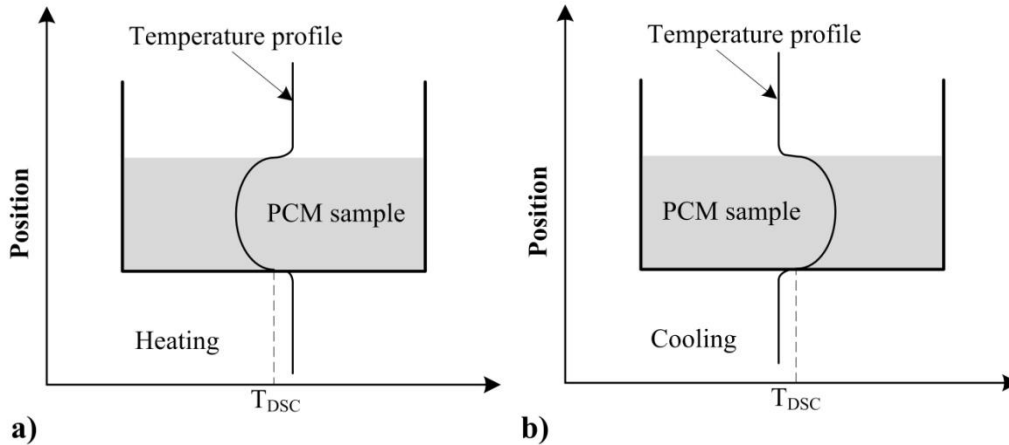 Temperature profile
Position
PCM sample
Heating
T_DSC
a)
Temperature profile
Position
PCM sample
Cooling
T_DSC
b)